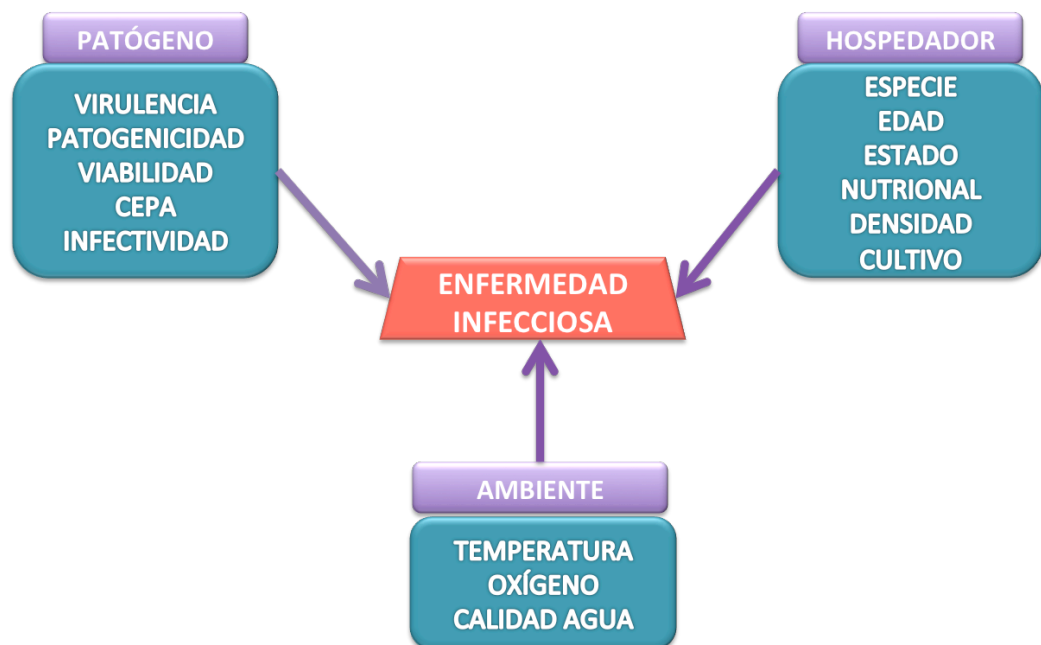 PATÓGENO
VIRULENCIA
PATOGENICIDAD
VIABILIDAD
CEPA
INFECTIVIDAD
HOSPEDADOR
ESPECIE
EDAD
ESTADO
NUTRIONAL
DENSIDAD
CULTIVO
ENFERMEDAD
INFECCIOSA
AMBIENTE
TEMPERATURA
OXÍGENO
CALIDAD AGUA